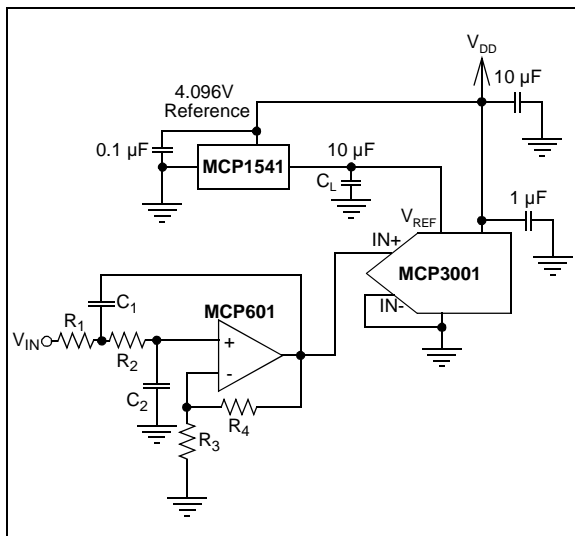 V_DD
10 µF
4.096V
Reference
0.1 µF
MCP1541
10 µF
C_L
1 µF
V_REF
IN+
MCP3001
IN-
C_1
MCP601
V_IN
R_1
R_2
+
-
C_2
R_4
R_3